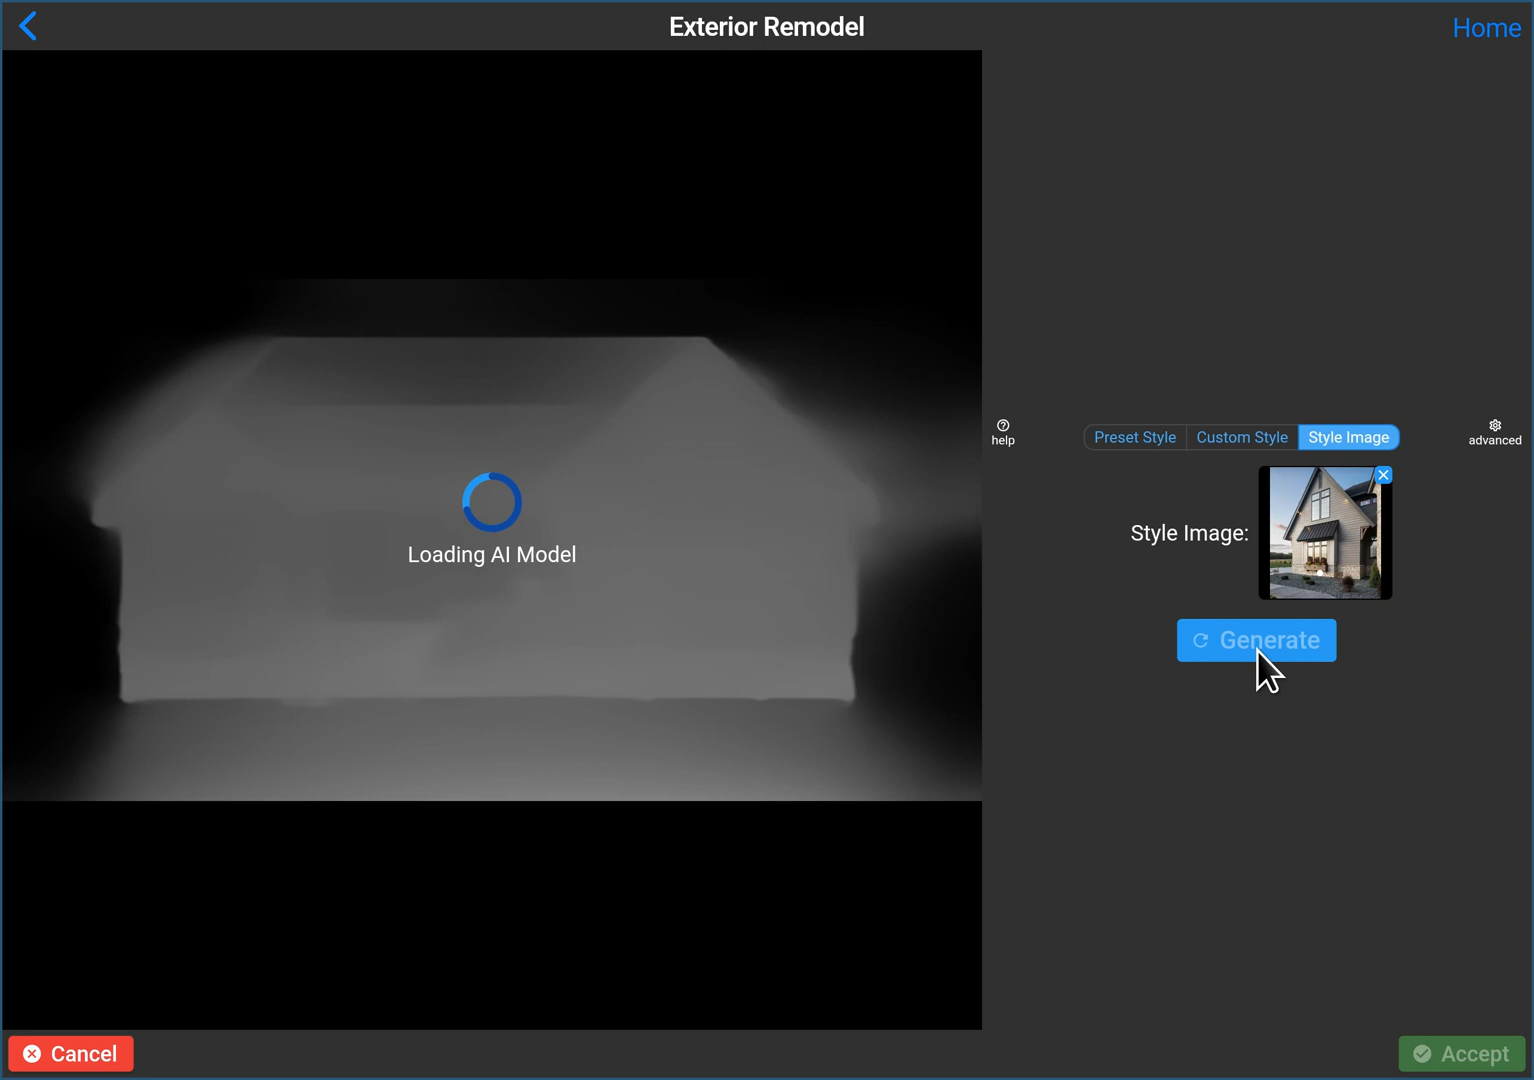 Exterior Remodel
Home
help
Preset Style
Custom Style
Style Image
advanced
Style Image:
Loading AI Model
Generate
Cancel
Accept